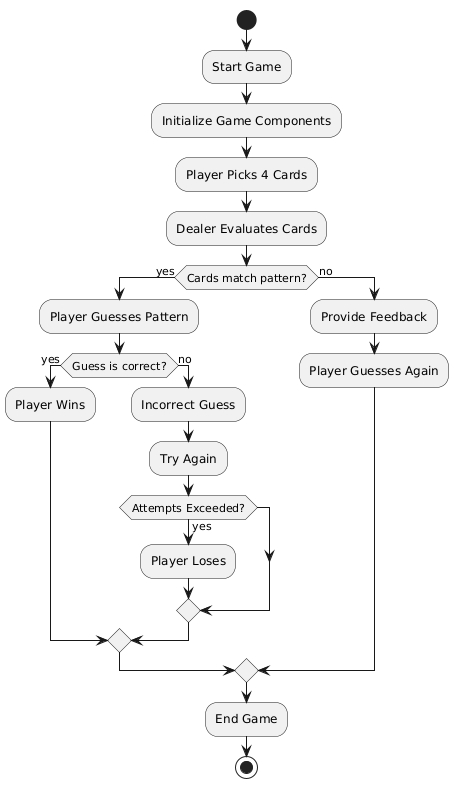 Start Game
Initialize Game Components
Player Picks 4 Cards
Dealer Evaluates Cards
yes
Cards match pattern?
no
Player Guesses Pattern
Provide Feedback
yes
Guess is correct?
no
Player Guesses Again
Player Wins
Incorrect Guess
Try Again
Attempts Exceeded?
yes
Player Loses
End Game